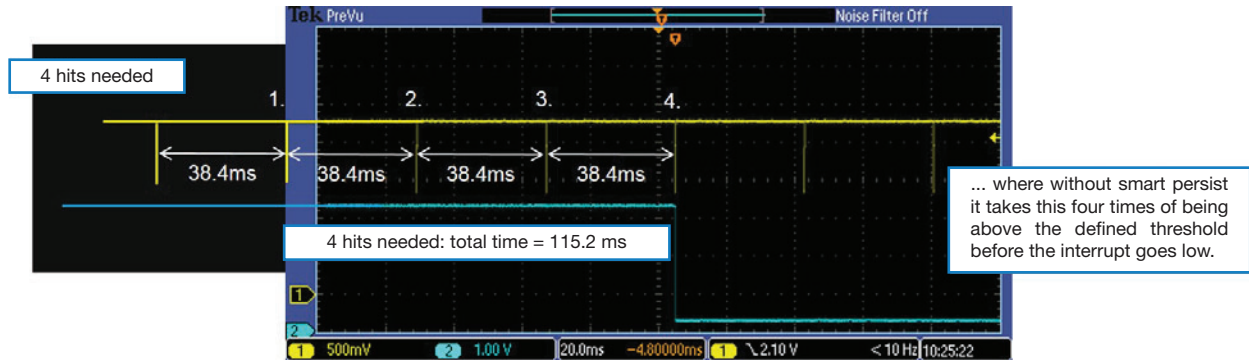 Tek PreVu
Noise Filter Off
4 hits needed
1. 2. 3. 4.
38.4ms 38.4ms 38.4ms 38.4ms
4 hits needed: total time = 115.2 ms
... where without smart persist
it takes this four times of being
above the defined threshold
before the interrupt goes low.
1
2
1 500mV 2 1.00 V 20.0ms -4.80000ms 1 2.10 V < 10 Hz 10:25:22